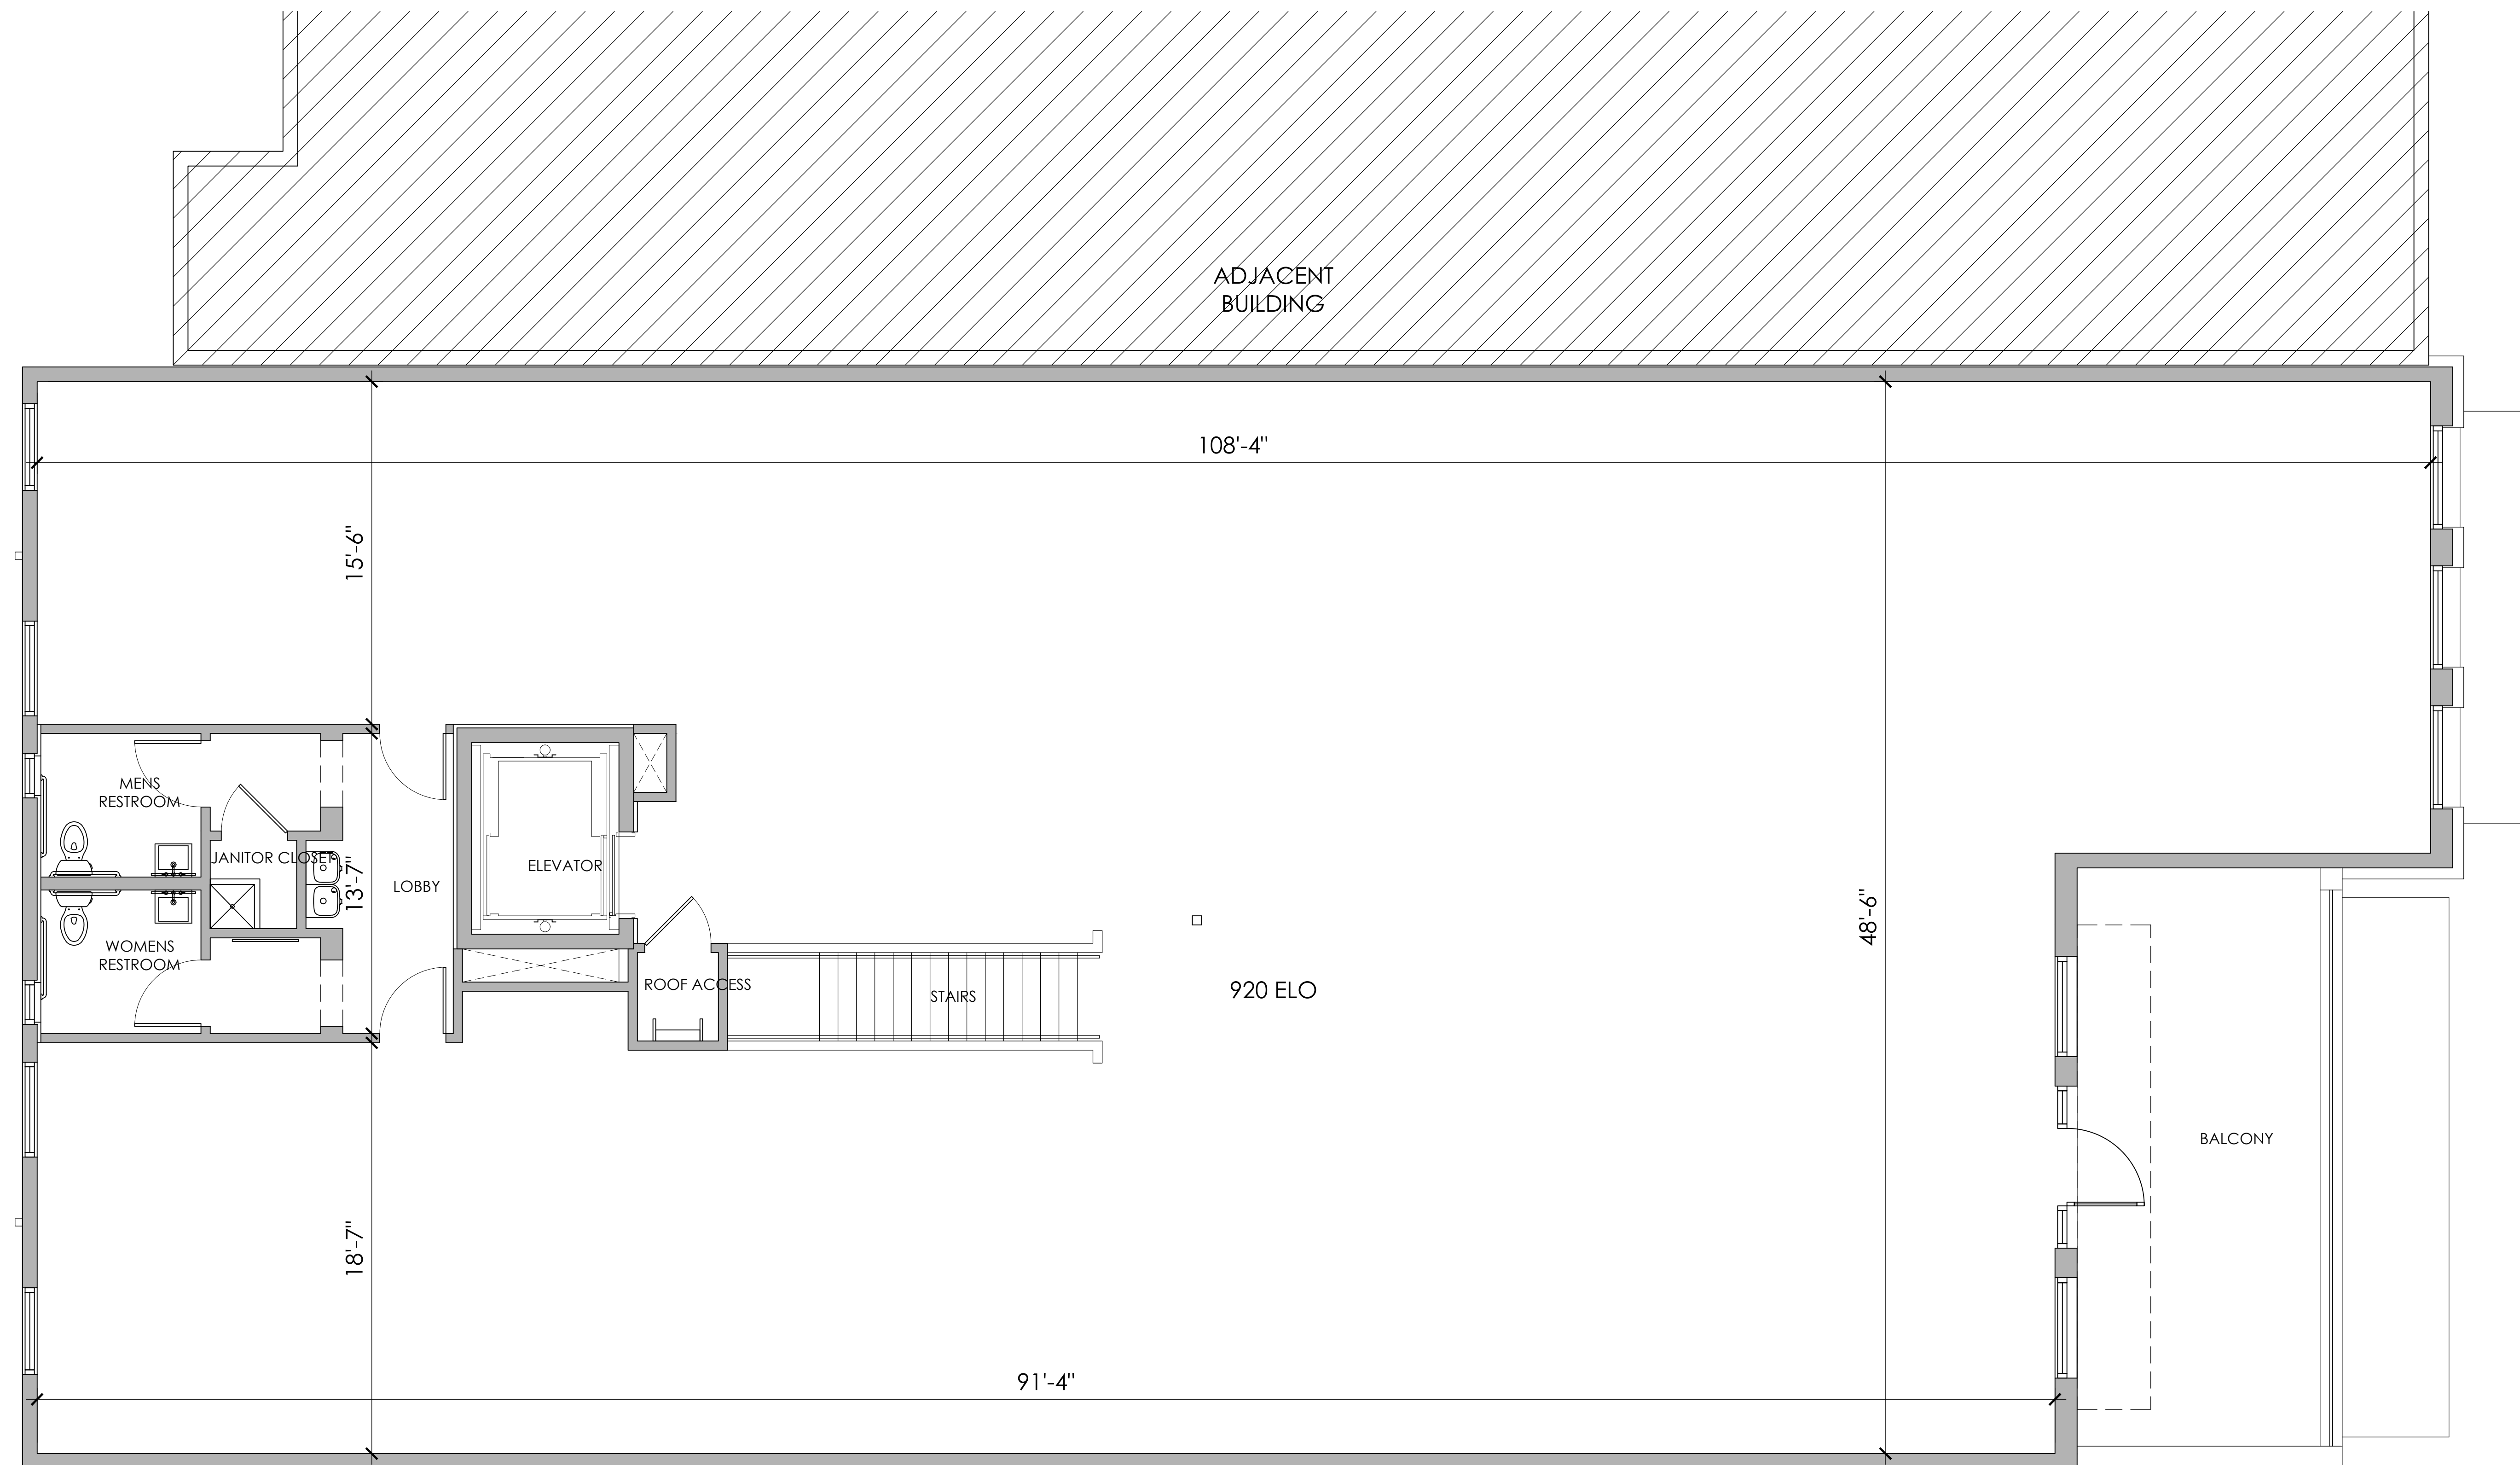 ADJACENT
BUILDING
108'-4"
15'-6"
MENS
RESTROOM
JANITOR CLOSET
13'-7"
LOBBY
ELEVATOR
48'-6"
WOMENS
RESTROOM
ROOF ACCESS
STAIRS
920 ELO
BALCONY
18'-7"
91'-4"